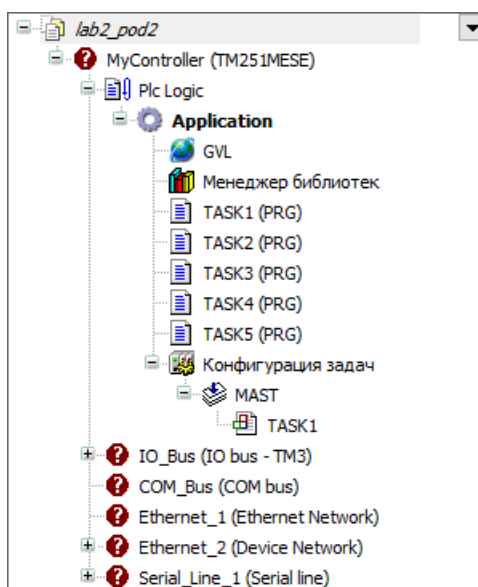 lab2_pod2
MyController (TM251MESE)
Plc Logic
Application
GVL
Менеджер библиотек
TASK1 (PRG)
TASK2 (PRG)
TASK3 (PRG)
TASK4 (PRG)
TASK5 (PRG)
Конфигурация задач
MAST
TASK1
IO_Bus (IO bus - TM3)
COM_Bus (COM bus)
Ethernet_1 (Ethernet Network)
Ethernet_2 (Device Network)
Serial_Line_1 (Serial line)